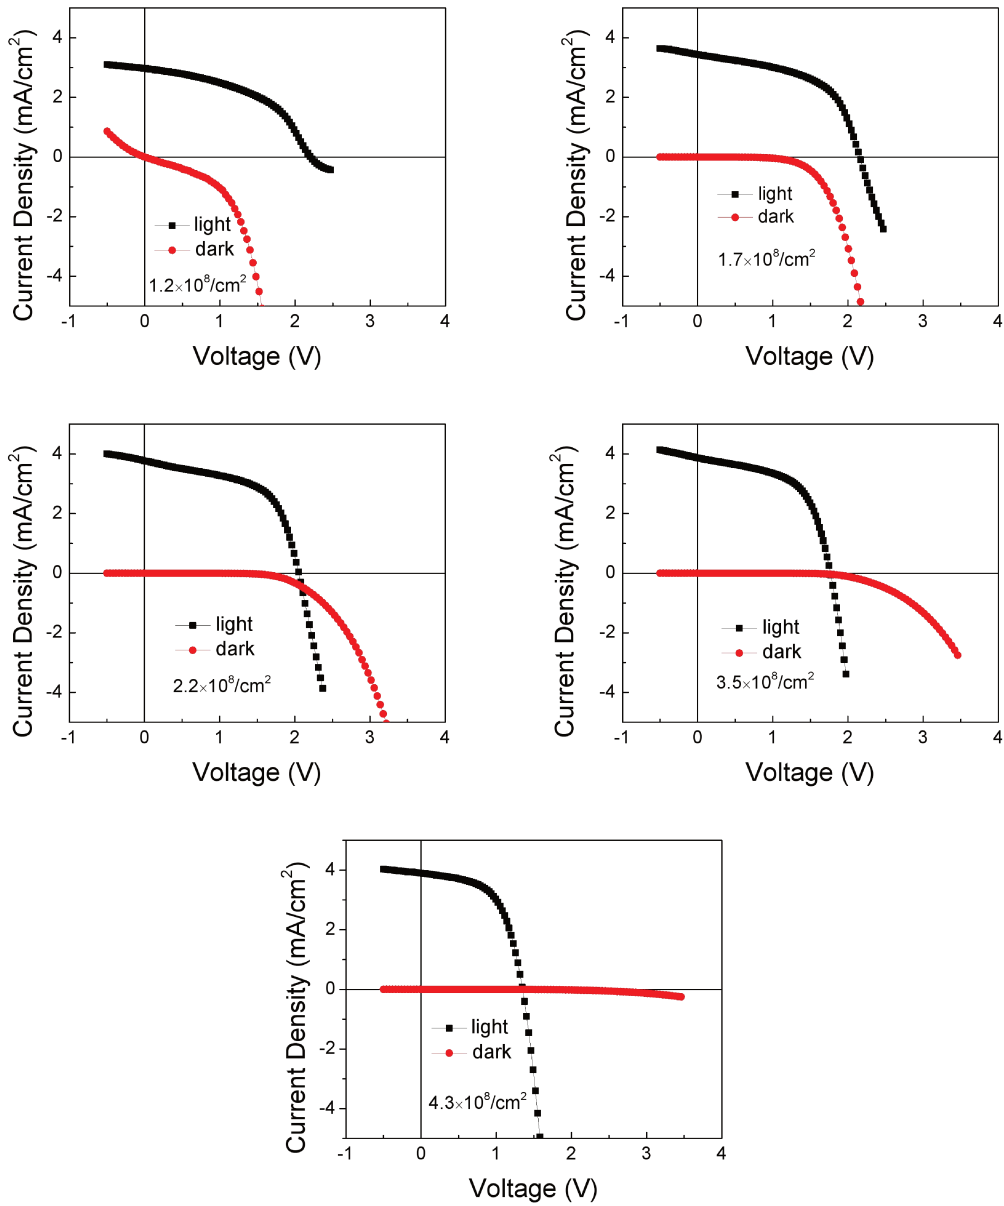 Current Density (mA/cm²)
4
2
0
-2
-4
light
dark
1.2×10⁸/cm²
-1 0 1 2 3 4
Voltage (V)
Current Density (mA/cm²)
4
2
0
-2
-4
light
dark
1.7×10⁸/cm²
-1 0 1 2 3 4
Voltage (V)
Current Density (mA/cm²)
4
2
0
-2
-4
light
dark
2.2×10⁸/cm²
-1 0 1 2 3 4
Voltage (V)
Current Density (mA/cm²)
4
2
0
-2
-4
light
dark
3.5×10⁸/cm²
-1 0 1 2 3 4
Voltage (V)
Current Density (mA/cm²)
4
2
0
-2
-4
light
dark
4.3×10⁸/cm²
-1 0 1 2 3 4
Voltage (V)